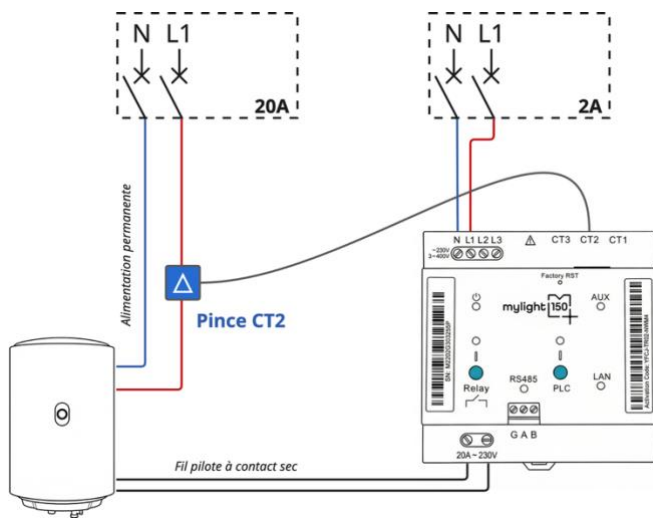 N L1
20A
N L1
2A
Alimentation permanente
Pince CT2
N L1 L2 L3
CT3 CT2 CT1
~230V
3~400V
Factory RST
mylight 150
AUX
Relay
RS485
PLC
LAN
G A B
20A~230V
Fil pilote à contact sec